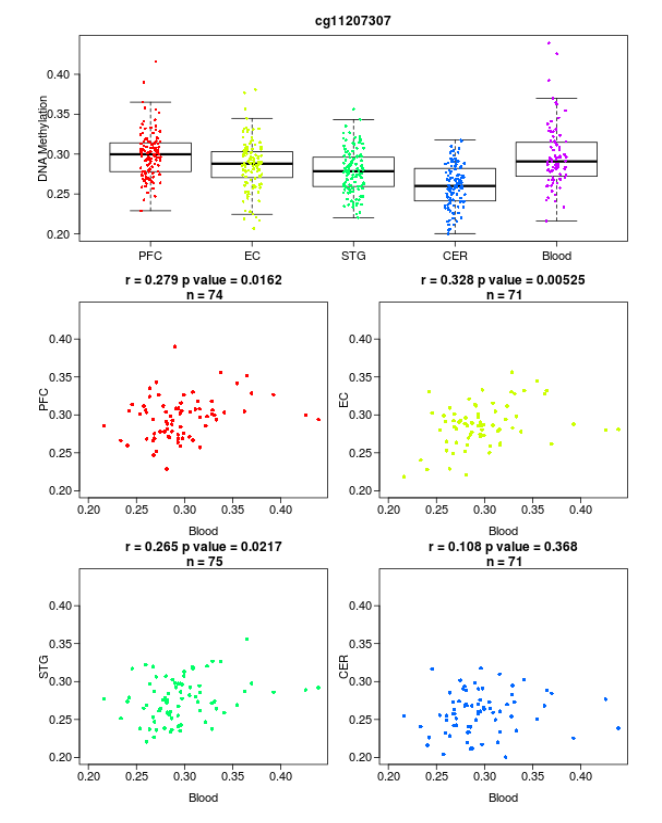 cg11207307
DNA Methylation
0.40
0.35
0.30
0.25
0.20
PFC EC STG CER Blood
r = 0.279 p value = 0.0162
n = 74
PFC
0.40
0.35
0.30
0.25
0.20
0.20 0.25 0.30 0.35 0.40
Blood
r = 0.328 p value = 0.00525
n = 71
EC
0.40
0.35
0.30
0.25
0.20
0.20 0.25 0.30 0.35 0.40
Blood
r = 0.265 p value = 0.0217
n = 75
STG
0.40
0.35
0.30
0.25
0.20
0.20 0.25 0.30 0.35 0.40
Blood
r = 0.108 p value = 0.368
n = 71
CER
0.40
0.35
0.30
0.25
0.20
0.20 0.25 0.30 0.35 0.40
Blood